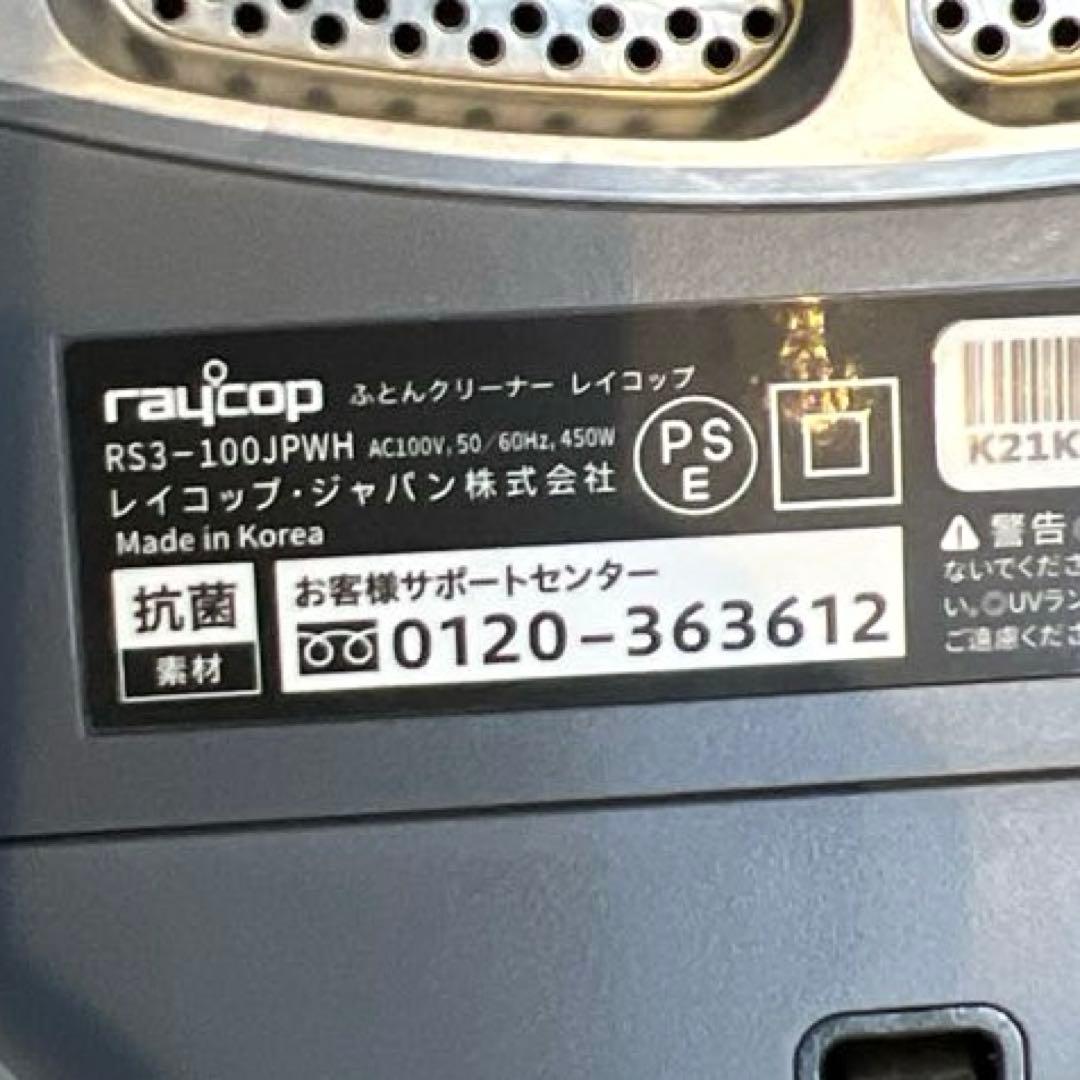 raycop ふとんクリーナー レイコップ
RS3-100JPWH AC100V, 50/60Hz, 450W
レイコップ・ジャパン株式会社
Made in Korea
PS
E
抗菌
素材
お客様サポートセンター
0120-363612
K21K
警告
ないでくださ
い。◎UVラン
ご遠慮くださ